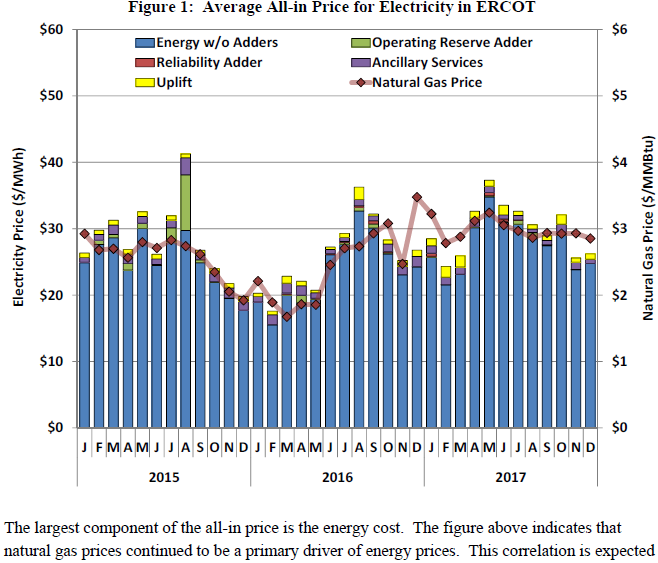 Figure 1: Average All-in Price for Electricity in ERCOT
$60 $6
Energy w/o Adders Operating Reserve Adder
Reliability Adder Ancillary Services
Uplift Natural Gas Price
$50 $5
$40 $4
$30 $3
$20 $2
$10 $1
$0 $0
Electricity Price ($/MWh)
Natural Gas Price ($/MMBtu)
J F M A M J J A S O N D J F M A M J J A S O N D J F M A M J J A S O N D
2015 2016 2017
The largest component of the all-in price is the energy cost. The figure above indicates that
natural gas prices continued to be a primary driver of energy prices. This correlation is expected